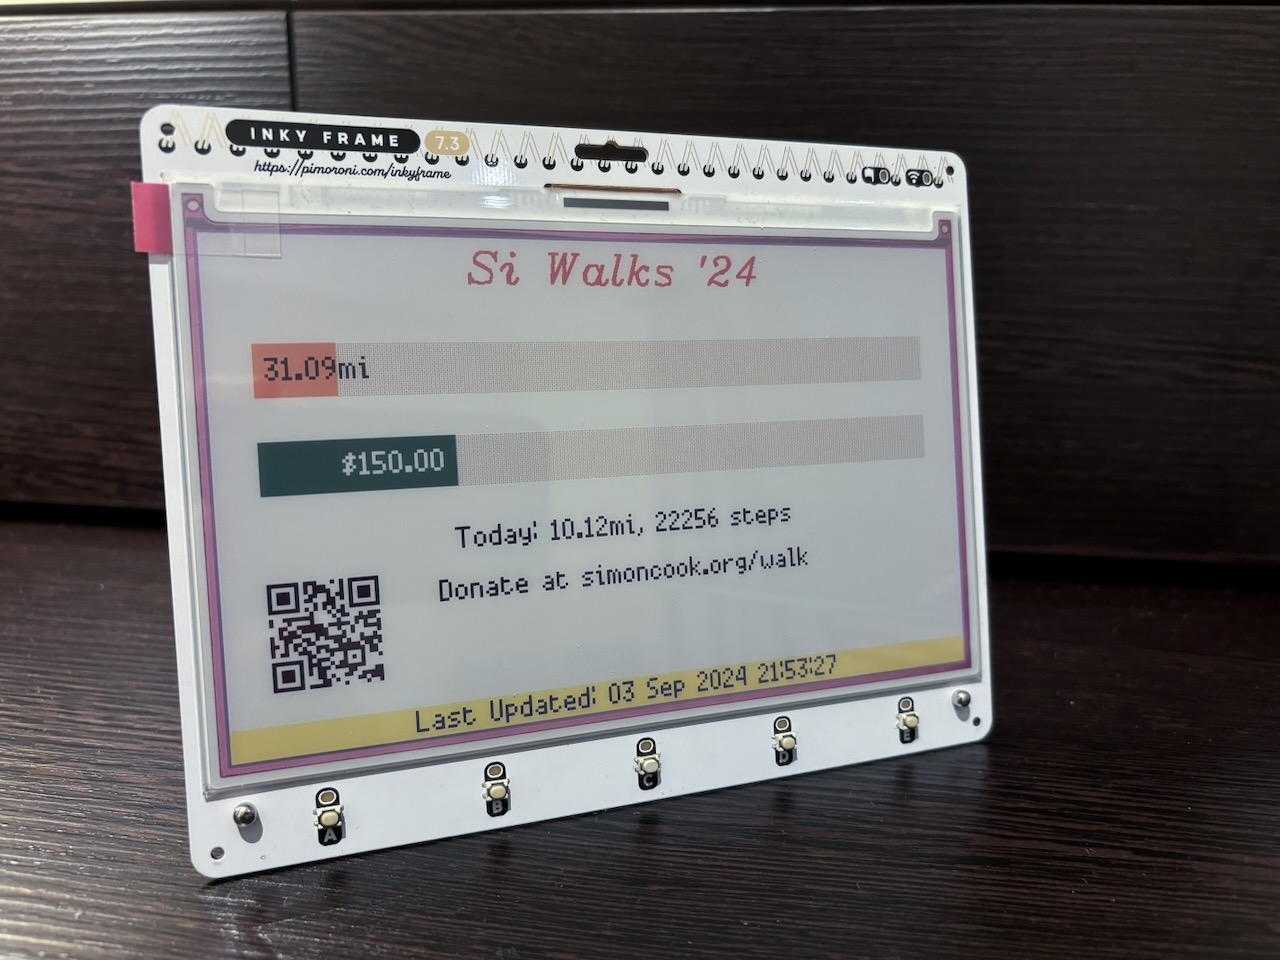 INKY FRAME 7.3
https://pimoroni.com/inkyframe
Si Walks '24
31.09mi
$150.00
Today: 10.12mi, 22256 steps
Donate at simoncook.org/walk
Last Updated: 03 Sep 2024 21:53:27
A B C D E